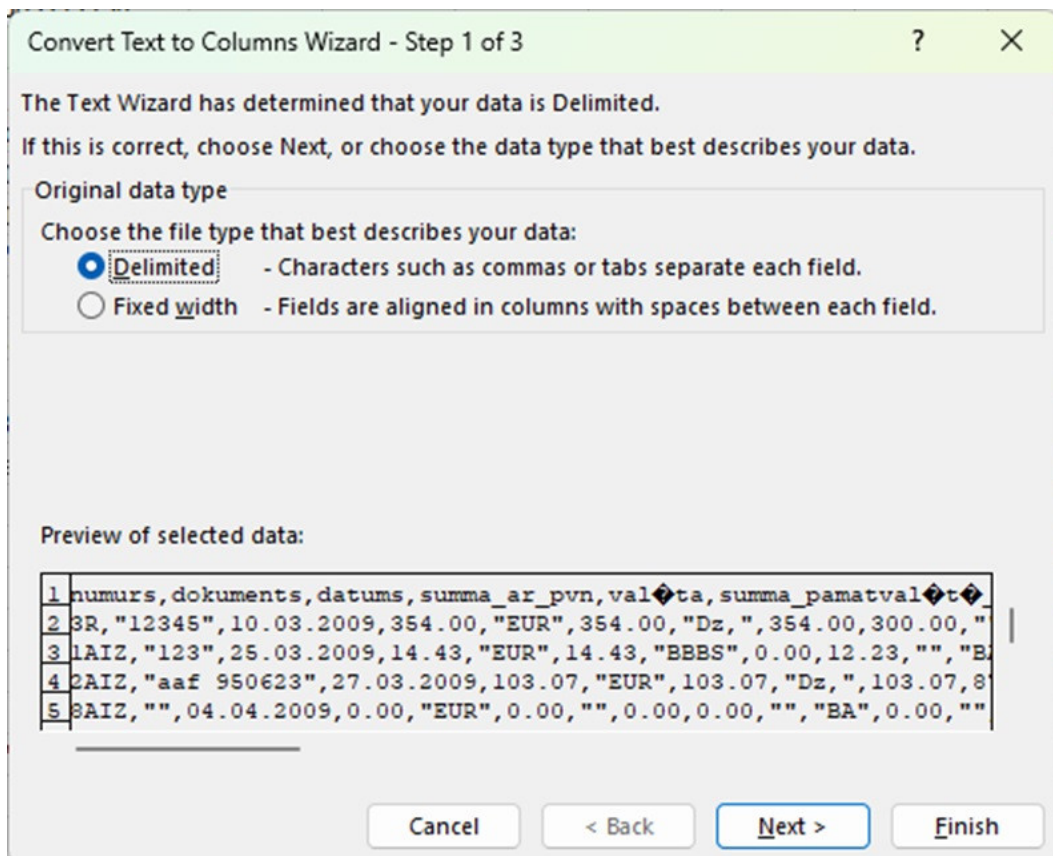 Convert Text to Columns Wizard - Step 1 of 3 ? ×
The Text Wizard has determined that your data is Delimited.
If this is correct, choose Next, or choose the data type that best describes your data.
Original data type
Choose the file type that best describes your data:
Delimited - Characters such as commas or tabs separate each field.
Fixed width - Fields are aligned in columns with spaces between each field.
Preview of selected data:
1 numurs,dokuments,datums,summa_ar_pvn,val�ta,summa_pamatval�t�_
2 3R,"12345",10.03.2009,354.00,"EUR",354.00,"Dz,",354.00,300.00,"
3 1AIZ,"123",25.03.2009,14.43,"EUR",14.43,"BBBS",0.00,12.23,"","BA
4 2AIZ,"aaf 950623",27.03.2009,103.07,"EUR",103.07,"Dz,",103.07,8
5 8AIZ,"",04.04.2009,0.00,"EUR",0.00,"",0.00,0.00,"","BA",0.00,""
Cancel < Back Next > Finish